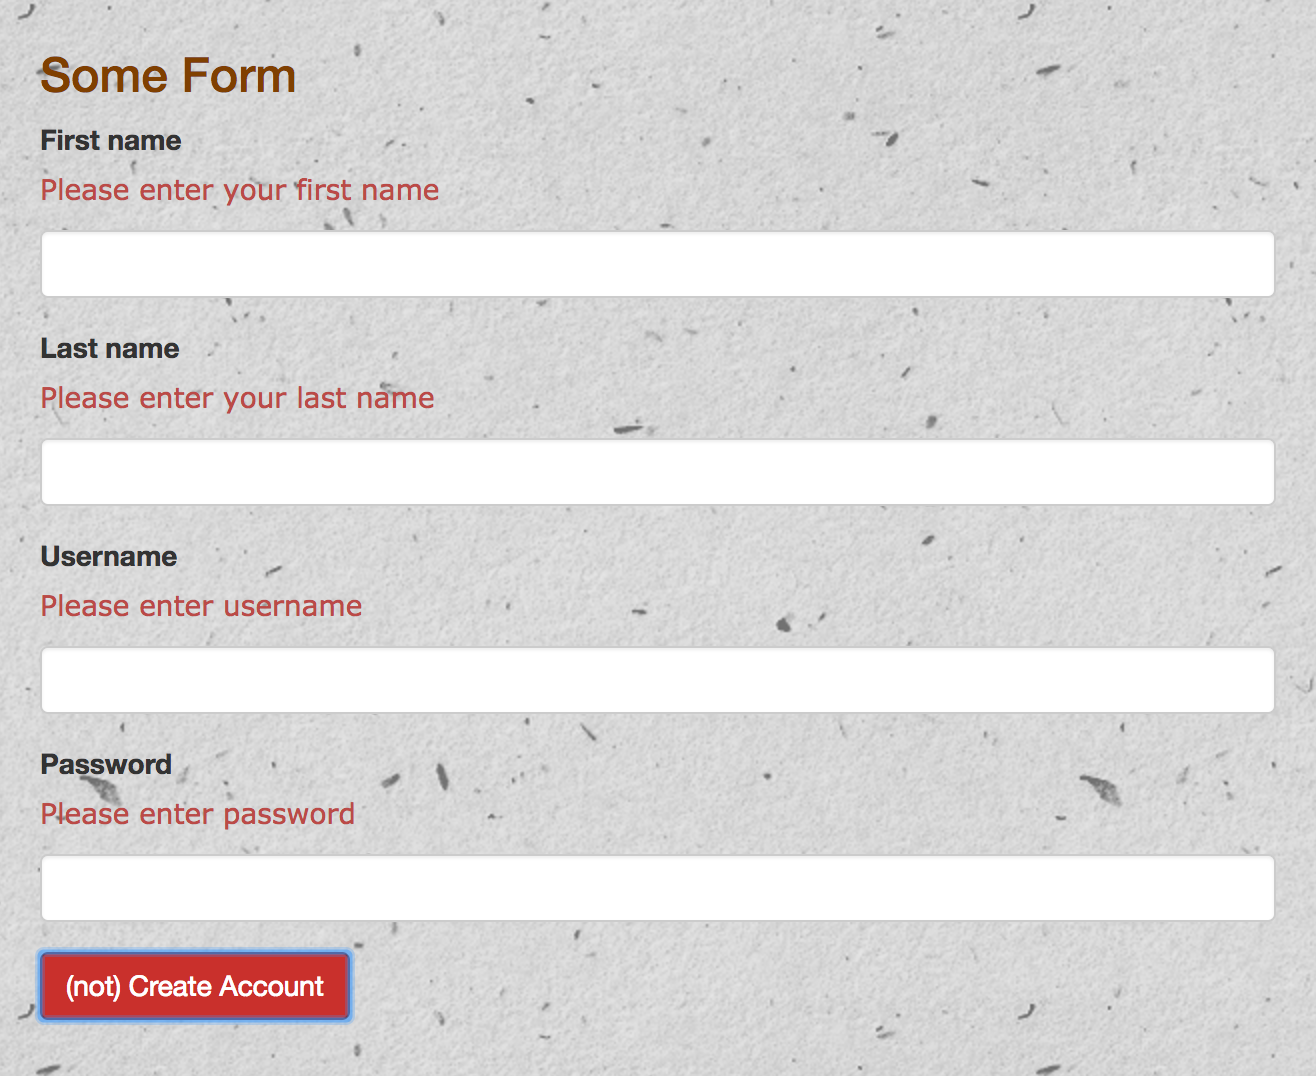 Some Form
First name
Please enter your first name
Last name
Please enter your last name
Username
Please enter username
Password
Please enter password
(not) Create Account